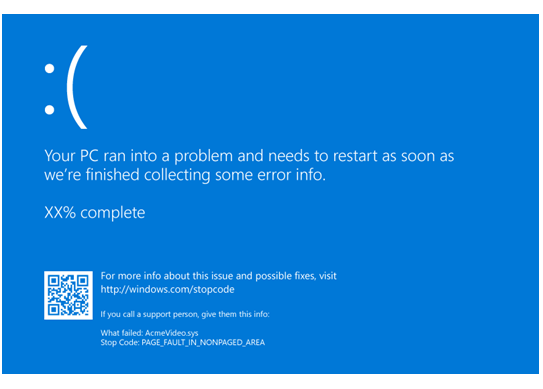 :(
Your PC ran into a problem and needs to restart as soon as
we're finished collecting some error info.
XX% complete
For more info about this issue and possible fixes, visit
http://windows.com/stopcode
If you call a support person, give them this info:
What failed: AcmeVideo.sys
Stop Code: PAGE_FAULT_IN_NONPAGED_AREA